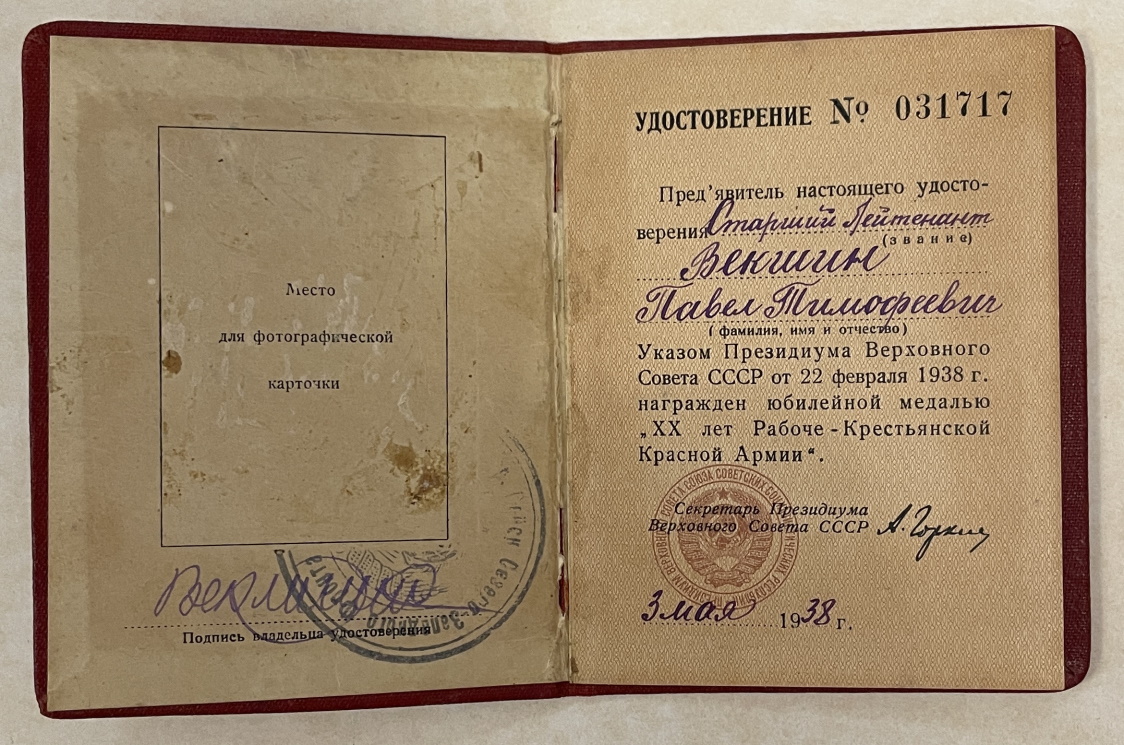 Место
для фотографической
карточки
Векшин
Подпись владельца удостоверения
Северо-Западного
УДОСТОВЕРЕНИЕ № 031717
Пред'явитель настоящего удосто-
верения Старший Лейтенант
(звание)
Векшин
Павел Тимофеевич
(фамилия, имя и отчество)
Указом Президиума Верховного
Совета СССР от 22 февраля 1938 г.
награжден юбилейной медалью
„XX лет Рабоче-Крестьянской
Красной Армии“.
Секретарь Президиума
Верховного Совета СССР А. Горкин
3 мая 1938 г.